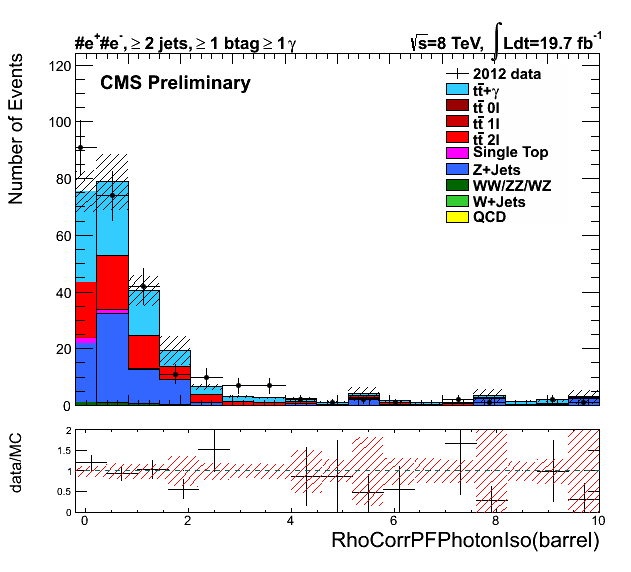 #e⁺#e⁻, ≥ 2 jets, ≥ 1 btag ≥ 1 γ
√s=8 TeV, ∫ Ldt=19.7 fb⁻¹
CMS Preliminary
2012 data
tt̄+γ
tt̄ 0l
tt̄ 1l
tt̄ 2l
Single Top
Z+Jets
WW/ZZ/WZ
W+Jets
QCD
Number of Events
120
100
80
60
40
20
0
data/MC
2
1.5
1
0.5
0
0 2 4 6 8 10
RhoCorrPFPhotonIso(barrel)